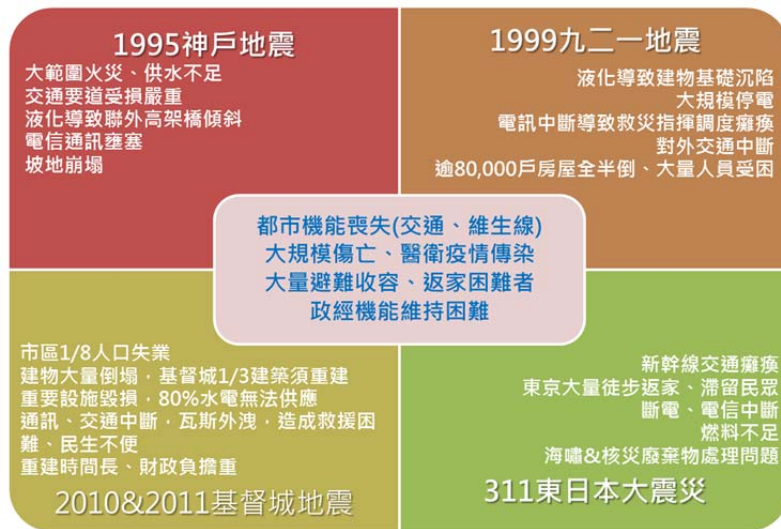 1995神戶地震
大範圍火災、供水不足
交通要道受損嚴重
液化導致聯外高架橋傾斜
電信通訊壅塞
坡地崩塌
1999九二一地震
液化導致建物基礎沉陷
大規模停電
電訊中斷導致救災指揮調度癱瘓
對外交通中斷
逾80,000戶房屋全半倒、大量人員受困
都市機能喪失(交通、維生線)
大規模傷亡、醫衛疫情傳染
大量避難收容、返家困難者
政經機能維持困難
市區1/8人口失業
建物大量倒塌，基督城1/3建築須重建
重要設施毀損，80%水電無法供應
通訊、交通中斷，瓦斯外洩，造成救援困
難、民生不便
重建時間長、財政負擔重
2010&2011基督城地震
新幹線交通癱瘓
東京大量徒步返家、滯留民眾
斷電、電信中斷
燃料不足
海嘯&核災廢棄物處理問題
311東日本大震災